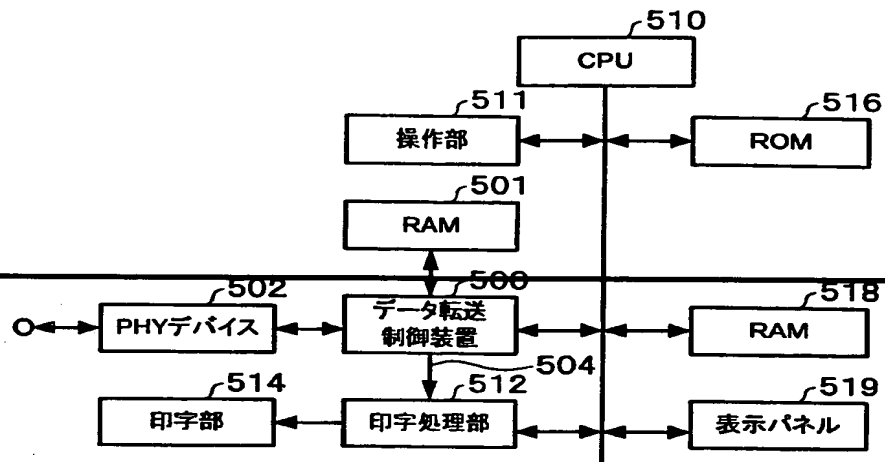 510
CPU
511
操作部
516
ROM
501
RAM
502
PHYデバイス
500
データ転送
制御装置
518
RAM
504
514
印字部
512
印字処理部
519
表示パネル